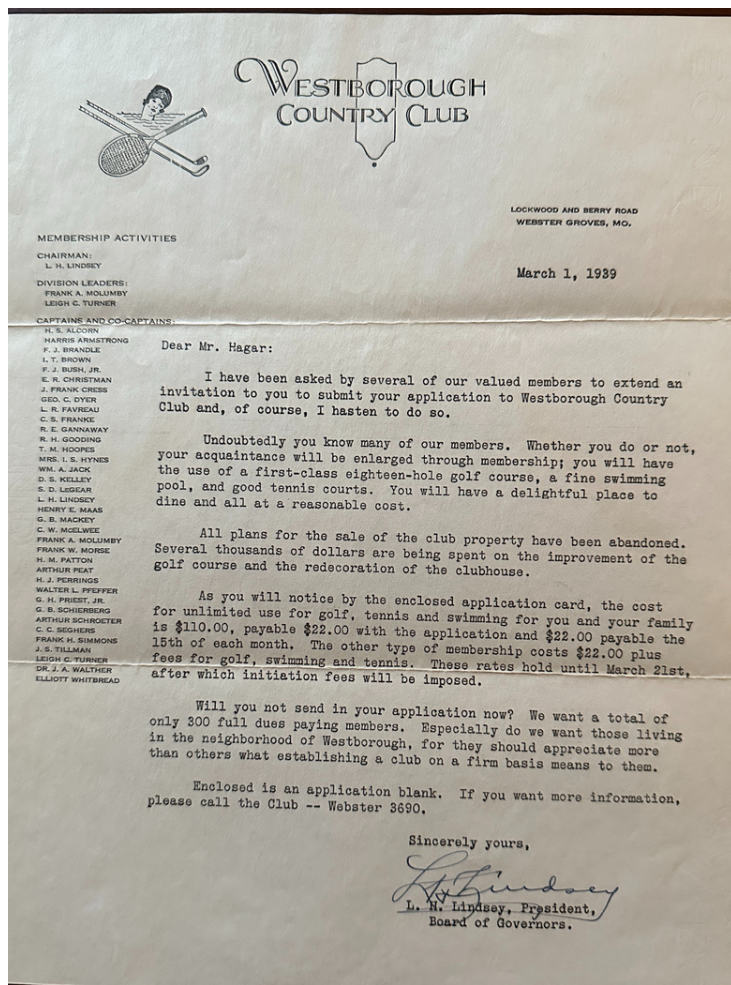 WESTBOROUGH
COUNTRY CLUB
LOCKWOOD AND BERRY ROAD
WEBSTER GROVES, MO.
MEMBERSHIP ACTIVITIES
CHAIRMAN:
L. H. LINDSEY
DIVISION LEADERS:
FRANK A. MOLUMBY
LEIGH C. TURNER
CAPTAINS AND CO-CAPTAINS:
H. S. ALCORN
HARRIS ARMSTRONG
F. J. BRANDLE
I. T. BROWN
F. J. BUSH, JR.
E. R. CHRISTMAN
J. FRANK CRESS
GEO. C. DYER
L. R. FAVREAU
C. S. FRANKE
R. E. GANNAWAY
R. H. GOODING
T. M. HOOPES
MRS. I. S. HYNES
WM. A. JACK
D. S. KELLEY
S. D. LEGEAR
L. H. LINDSEY
HENRY E. MAAS
G. B. MACKEY
C. W. MCELWEE
FRANK A. MOLUMBY
FRANK W. MORSE
H. M. PATTON
ARTHUR PEAT
H. J. PERRINGS
WALTER L. PFEFFER
G. H. PRIEST, JR.
G. B. SCHIERBERG
ARTHUR SCHROETER
C. C. SEGHERS
FRANK H. SIMMONS
J. S. TILLMAN
LEIGH C. TURNER
DR. J. A. WALTHER
ELLIOTT WHITBREAD
March 1, 1939
Dear Mr. Hagar:
I have been asked by several of our valued members to extend an
invitation to you to submit your application to Westborough Country
Club and, of course, I hasten to do so.
Undoubtedly you know many of our members. Whether you do or not,
your acquaintance will be enlarged through membership; you will have
the use of a first-class eighteen-hole golf course, a fine swimming
pool, and good tennis courts. You will have a delightful place to
dine and all at a reasonable cost.
All plans for the sale of the club property have been abandoned.
Several thousands of dollars are being spent on the improvement of the
golf course and the redecoration of the clubhouse.
As you will notice by the enclosed application card, the cost
for unlimited use for golf, tennis and swimming for you and your family
is $110.00, payable $22.00 with the application and $22.00 payable the
15th of each month. The other type of membership costs $22.00 plus
fees for golf, swimming and tennis. These rates hold until March 21st,
after which initiation fees will be imposed.
Will you not send in your application now? We want a total of
only 300 full dues paying members. Especially do we want those living
in the neighborhood of Westborough, for they should appreciate more
than others what establishing a club on a firm basis means to them.
Enclosed is an application blank. If you want more information,
please call the Club -- Webster 3690.
Sincerely yours,
L H Lindsey
L. H. Lindsey, President,
Board of Governors.